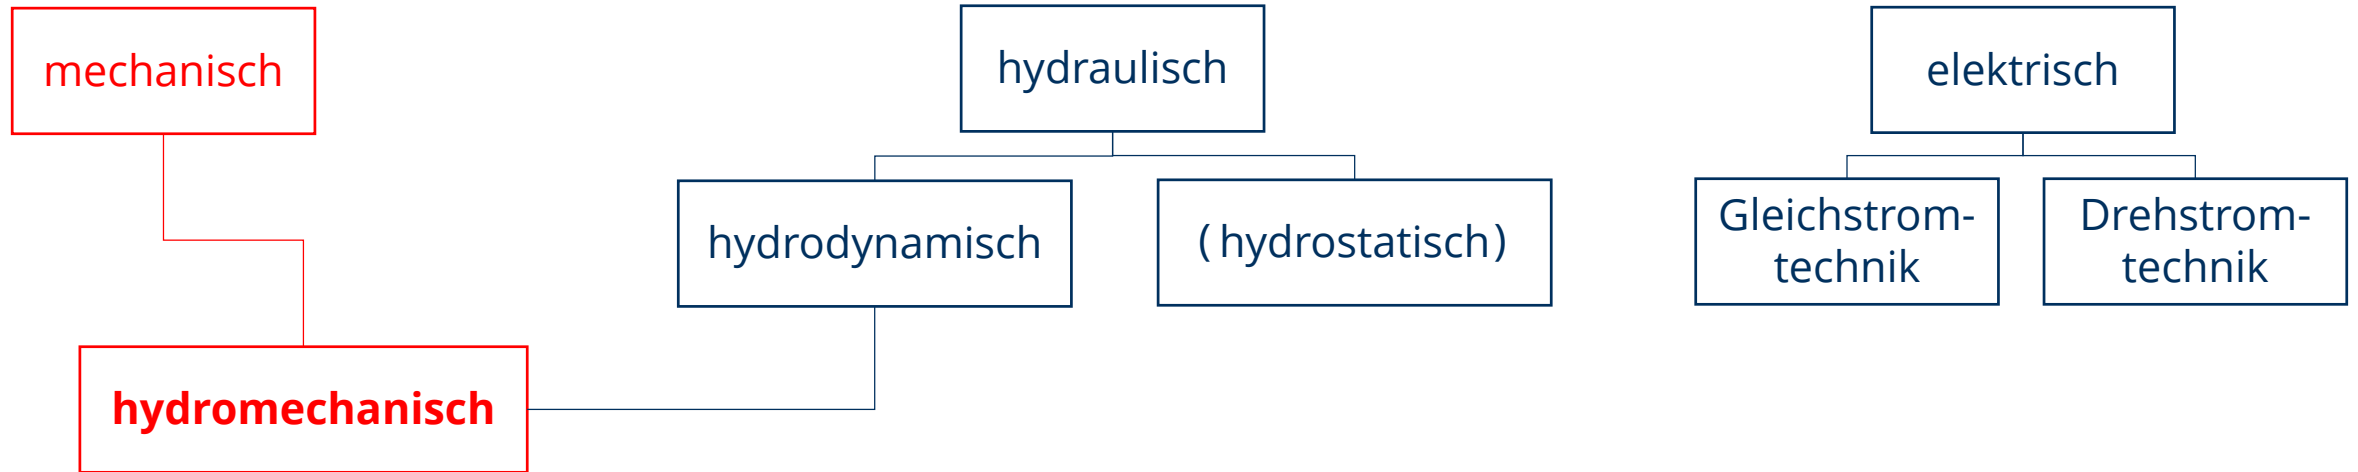 mechanisch
hydraulisch
elektrisch
hydrodynamisch
(hydrostatisch)
Gleichstrom-
technik
Drehstrom-
technik
hydromechanisch